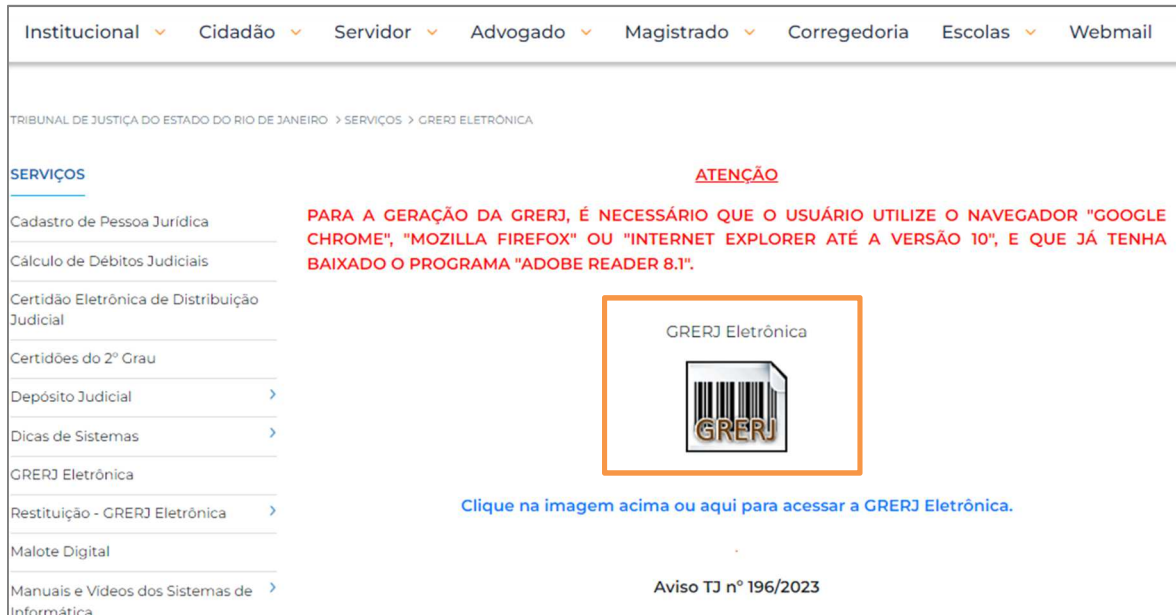 Institucional Cidadão Servidor Advogado Magistrado Corregedoria Escolas Webmail
TRIBUNAL DE JUSTIÇA DO ESTADO DO RIO DE JANEIRO > SERVIÇOS > GRERJ ELETRÔNICA
SERVIÇOS
Cadastro de Pessoa Jurídica
Cálculo de Débitos Judiciais
Certidão Eletrônica de Distribuição
Judicial
Certidões do 2º Grau
Depósito Judicial
Dicas de Sistemas
GRERJ Eletrônica
Restituição - GRERJ Eletrônica
Malote Digital
Manuais e Vídeos dos Sistemas de
Informática
ATENÇÃO
PARA A GERAÇÃO DA GRERJ, É NECESSÁRIO QUE O USUÁRIO UTILIZE O NAVEGADOR "GOOGLE
CHROME", "MOZILLA FIREFOX" OU "INTERNET EXPLORER ATÉ A VERSÃO 10", E QUE JÁ TENHA
BAIXADO O PROGRAMA "ADOBE READER 8.1".
GRERJ Eletrônica
GRERJ
Clique na imagem acima ou aqui para acessar a GRERJ Eletrônica.
.
Aviso TJ nº 196/2023